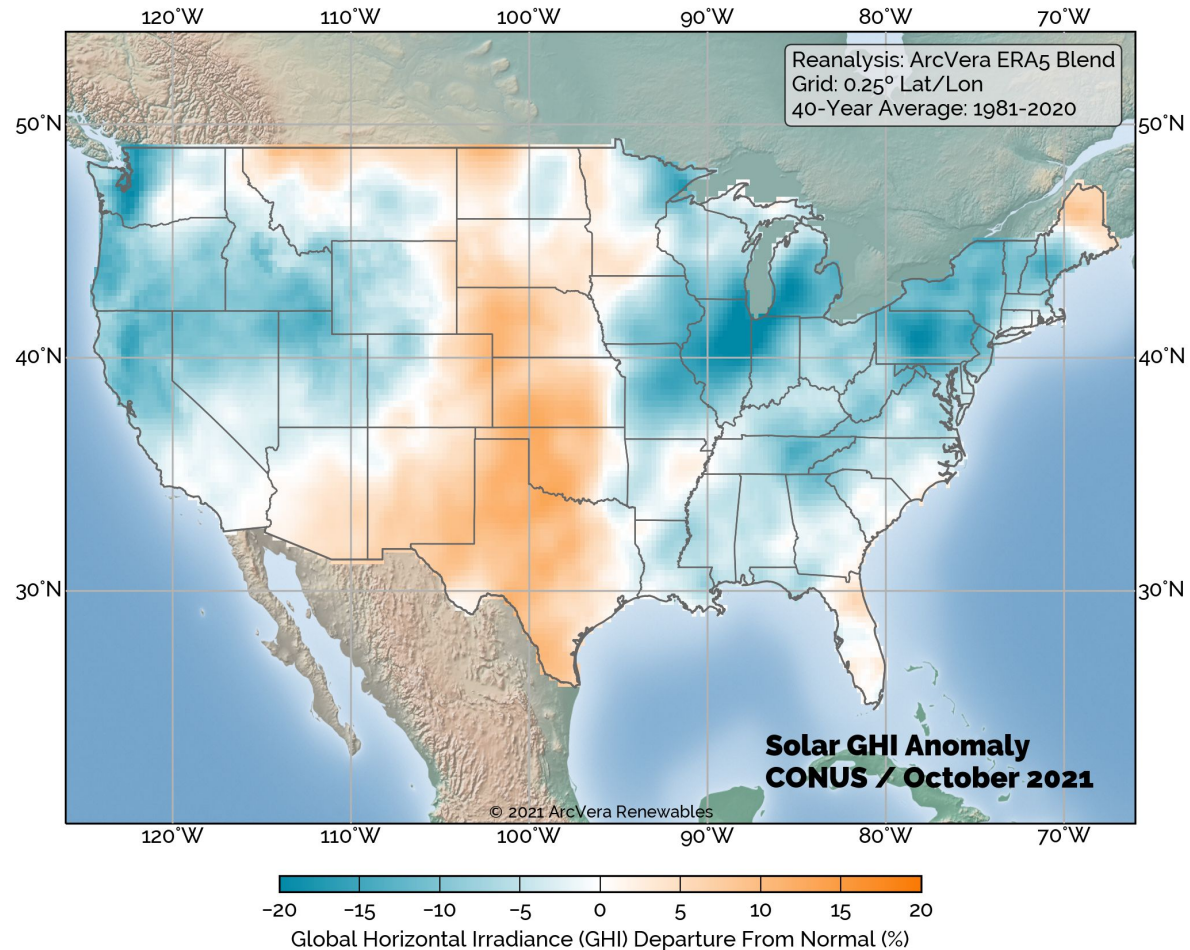 120°W 110°W 100°W 90°W 80°W 70°W
Reanalysis: ArcVera ERA5 Blend
Grid: 0.25º Lat/Lon
40-Year Average: 1981-2020
50°N 50°N
40°N 40°N
30°N 30°N
Solar GHI Anomaly
CONUS / October 2021
© 2021 ArcVera Renewables
120°W 110°W 100°W 90°W 80°W 70°W
−20 −15 −10 −5 0 5 10 15 20
Global Horizontal Irradiance (GHI) Departure From Normal (%)